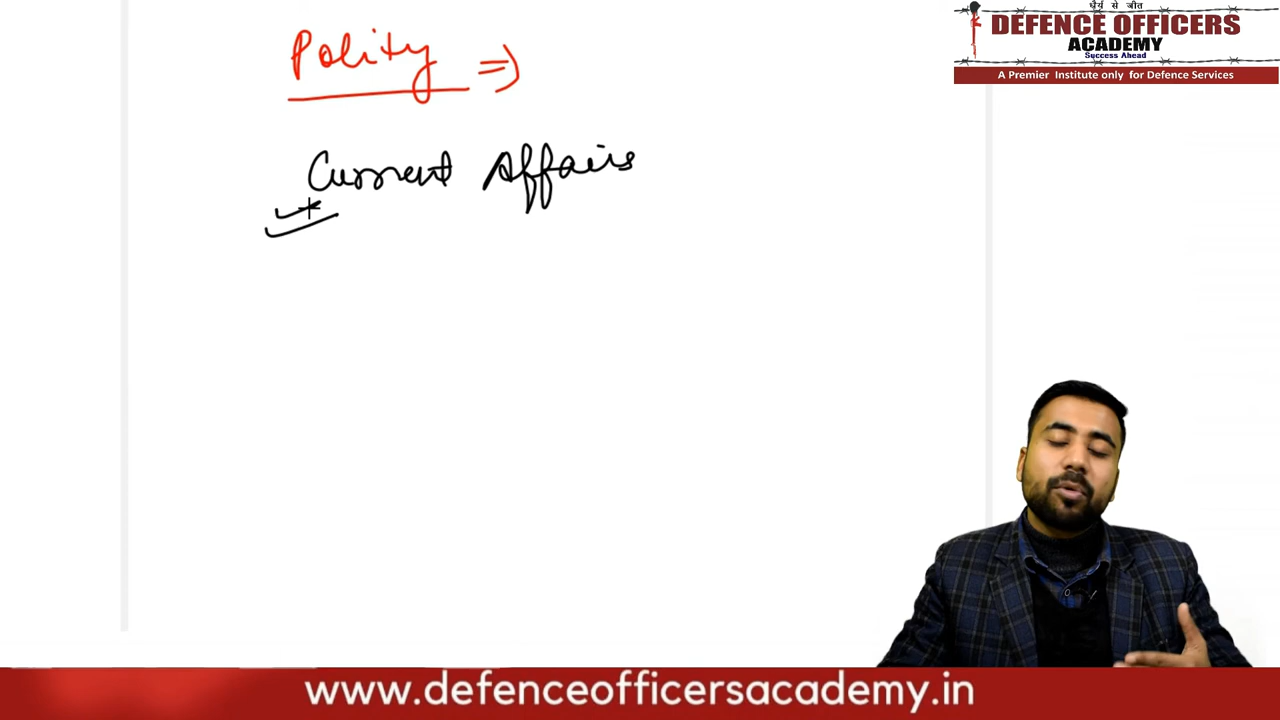 Polity =>
Current Affairs
धैर्य से जीत
DEFENCE OFFICERS
ACADEMY
Success Ahead
A Premier Institute only for Defence Services
www.defenceofficersacademy.in